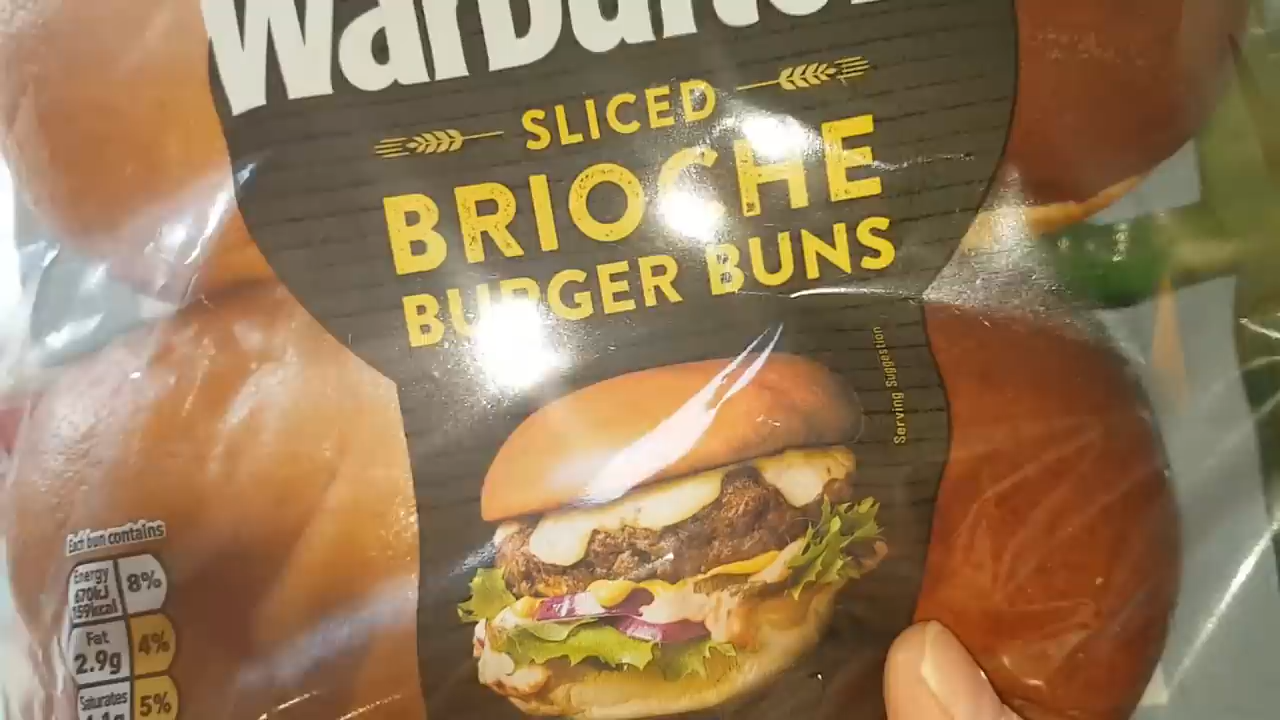 Warburto
SLICED
BRIOCHE
BURGER BUNS
Serving Suggestion
Each bun contains
Energy
670kJ
159kcal
8%
Fat
2.9g
4%
Saturates
5%